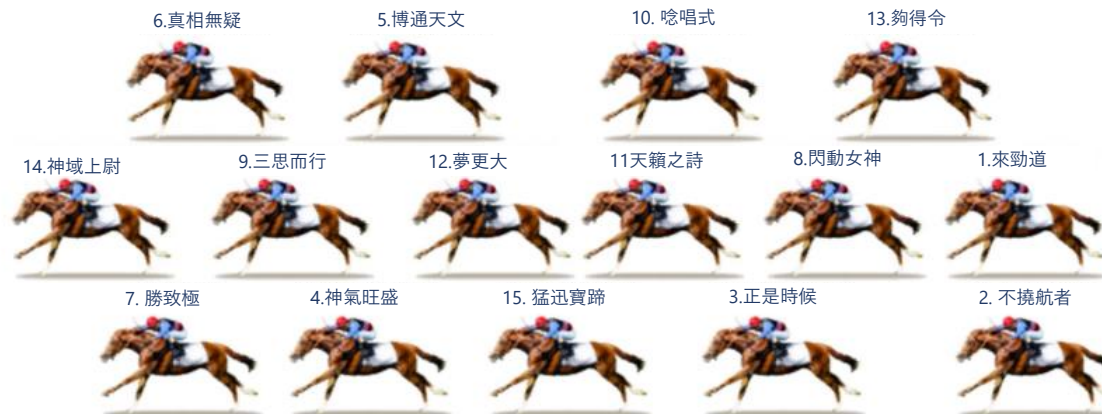 6.真相無疑
5.博通天文
10. 唸唱式
13.夠得令
14.神域上尉
9.三思而行
12.夢更大
11天籟之詩
8.閃動女神
1.來勁道
7. 勝致極
4.神氣旺盛
15. 猛迅寶蹄
3.正是時候
2. 不撓航者